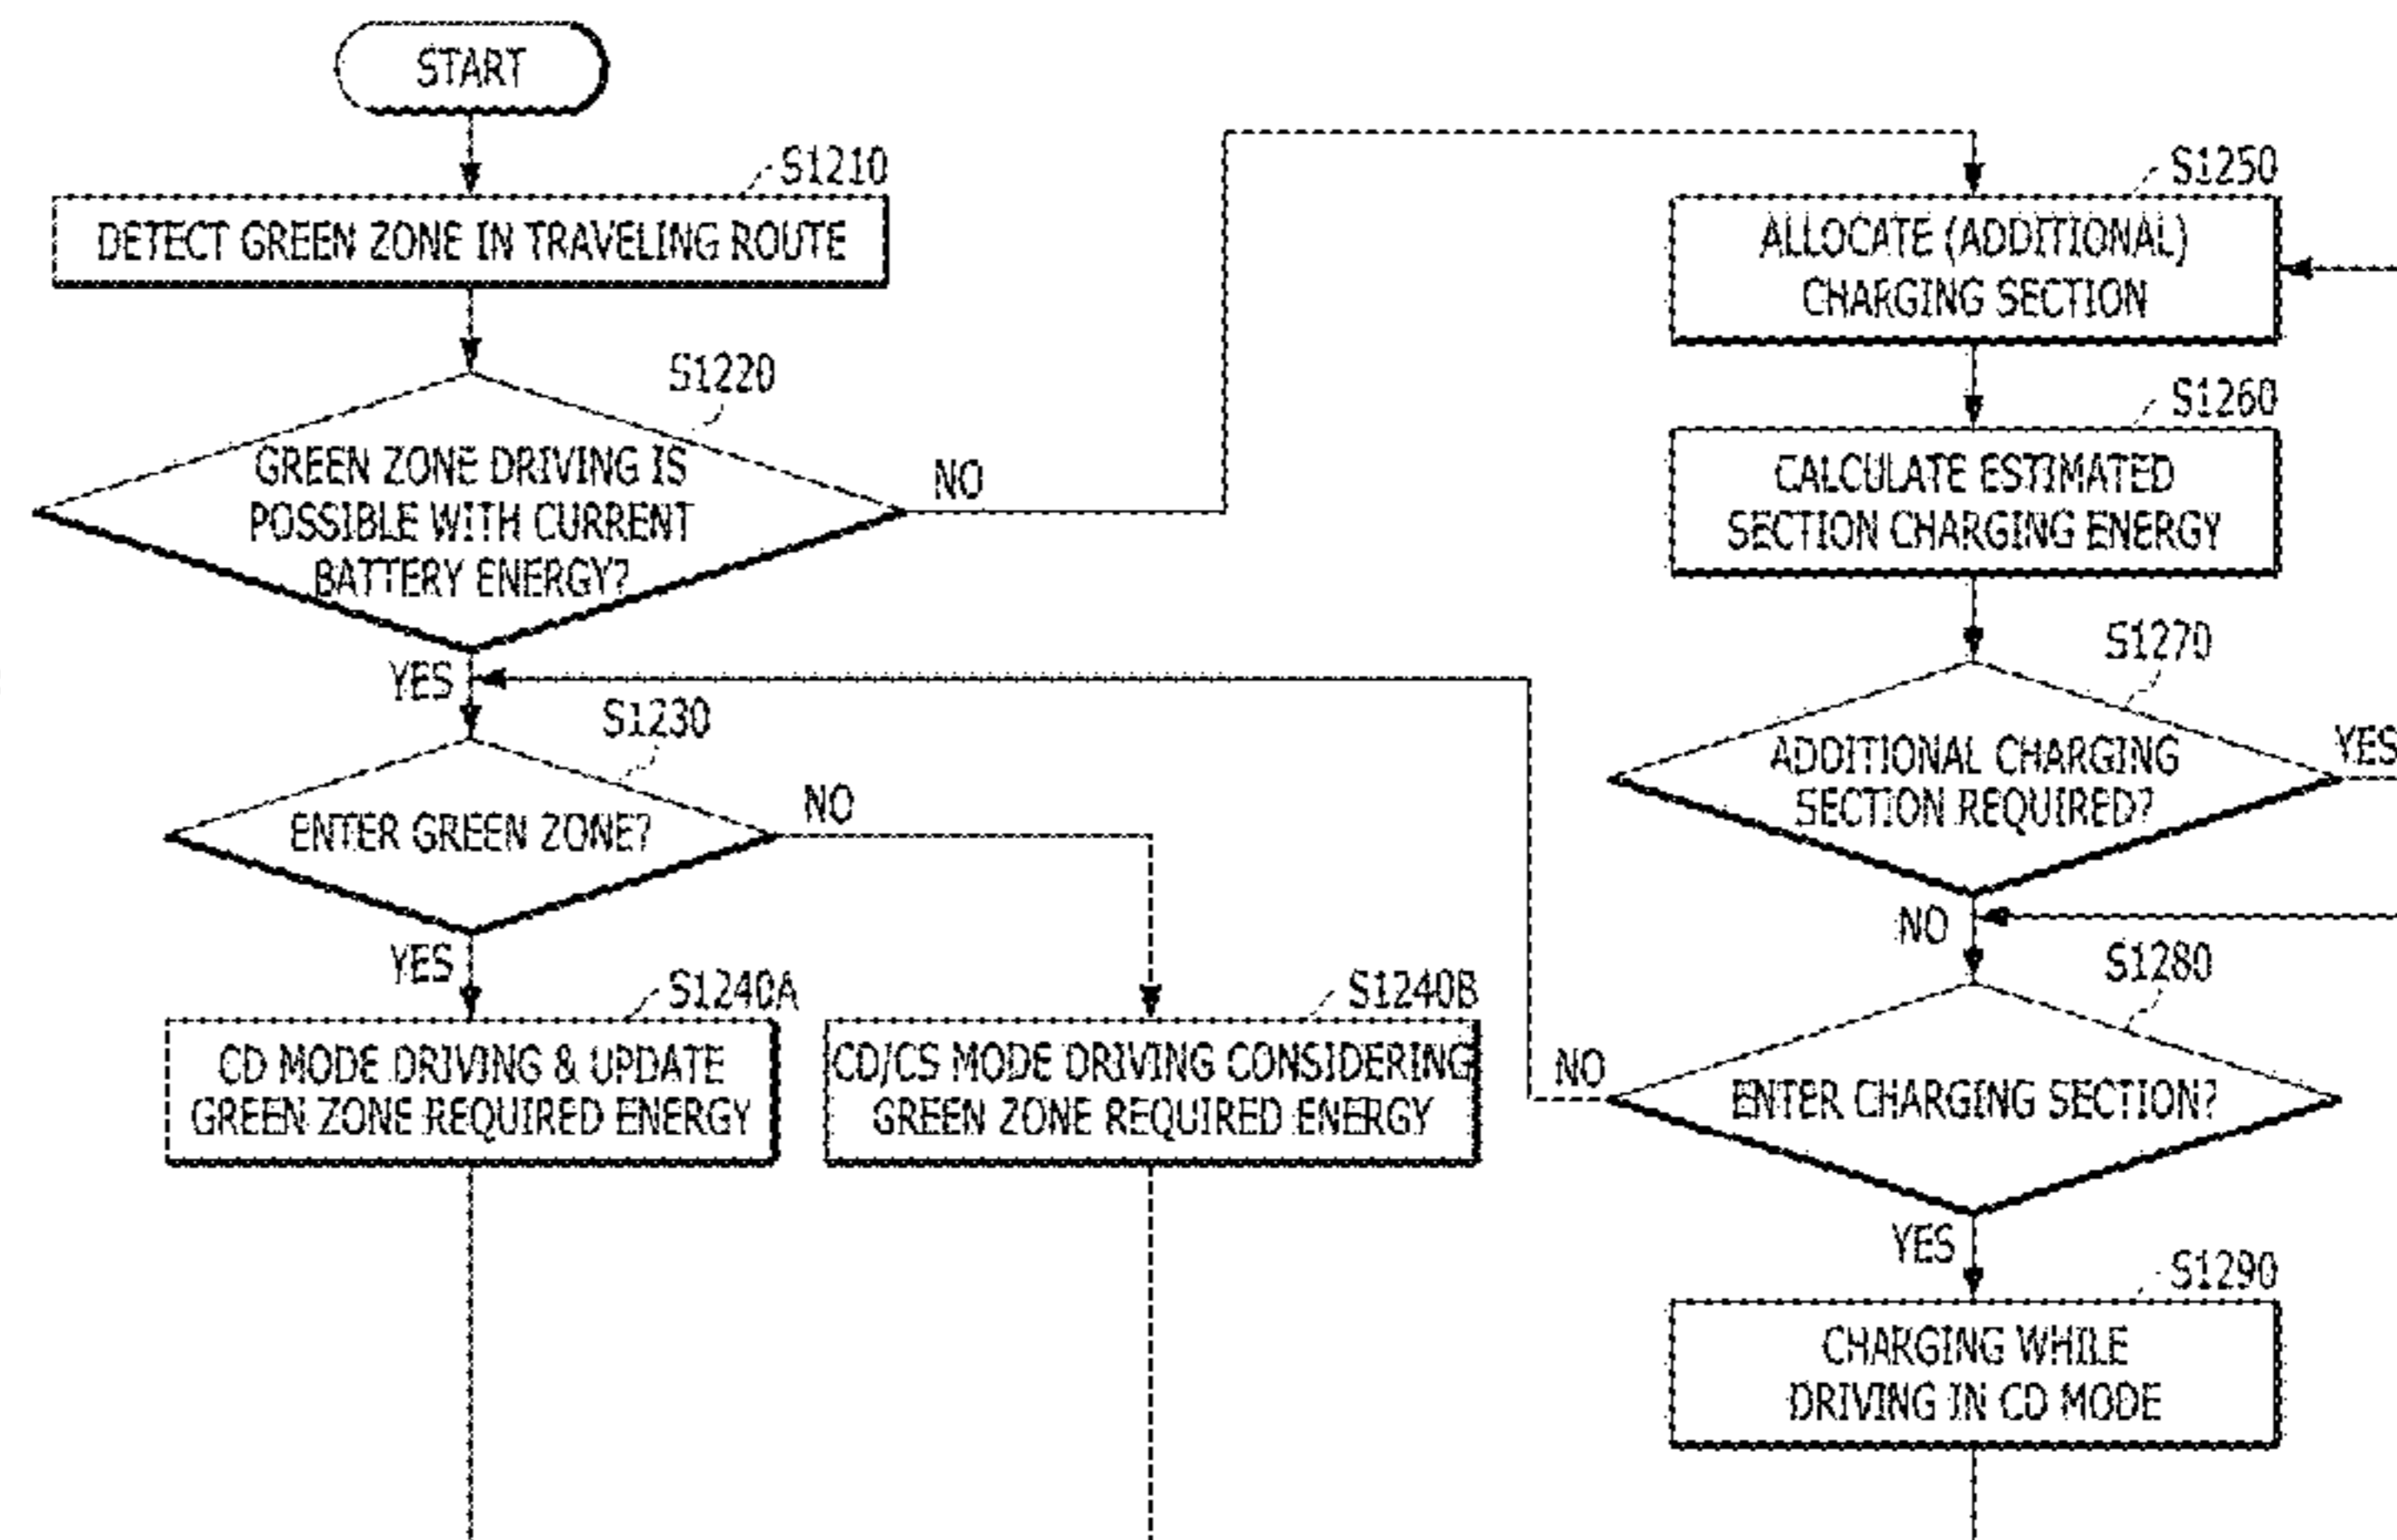 START
S1210
DETECT GREEN ZONE IN TRAVELING ROUTE
S1220
GREEN ZONE DRIVING IS
POSSIBLE WITH CURRENT
BATTERY ENERGY?
NO
YES
S1230
ENTER GREEN ZONE?
NO
YES
S1240A
CD MODE DRIVING & UPDATE
GREEN ZONE REQUIRED ENERGY
S1240B
CD/CS MODE DRIVING CONSIDERING
GREEN ZONE REQUIRED ENERGY
S1250
ALLOCATE (ADDITIONAL)
CHARGING SECTION
S1260
CALCULATE ESTIMATED
SECTION CHARGING ENERGY
S1270
ADDITIONAL CHARGING
SECTION REQUIRED?
YES
NO
S1280
ENTER CHARGING SECTION?
NO
YES
S1290
CHARGING WHILE
DRIVING IN CD MODE